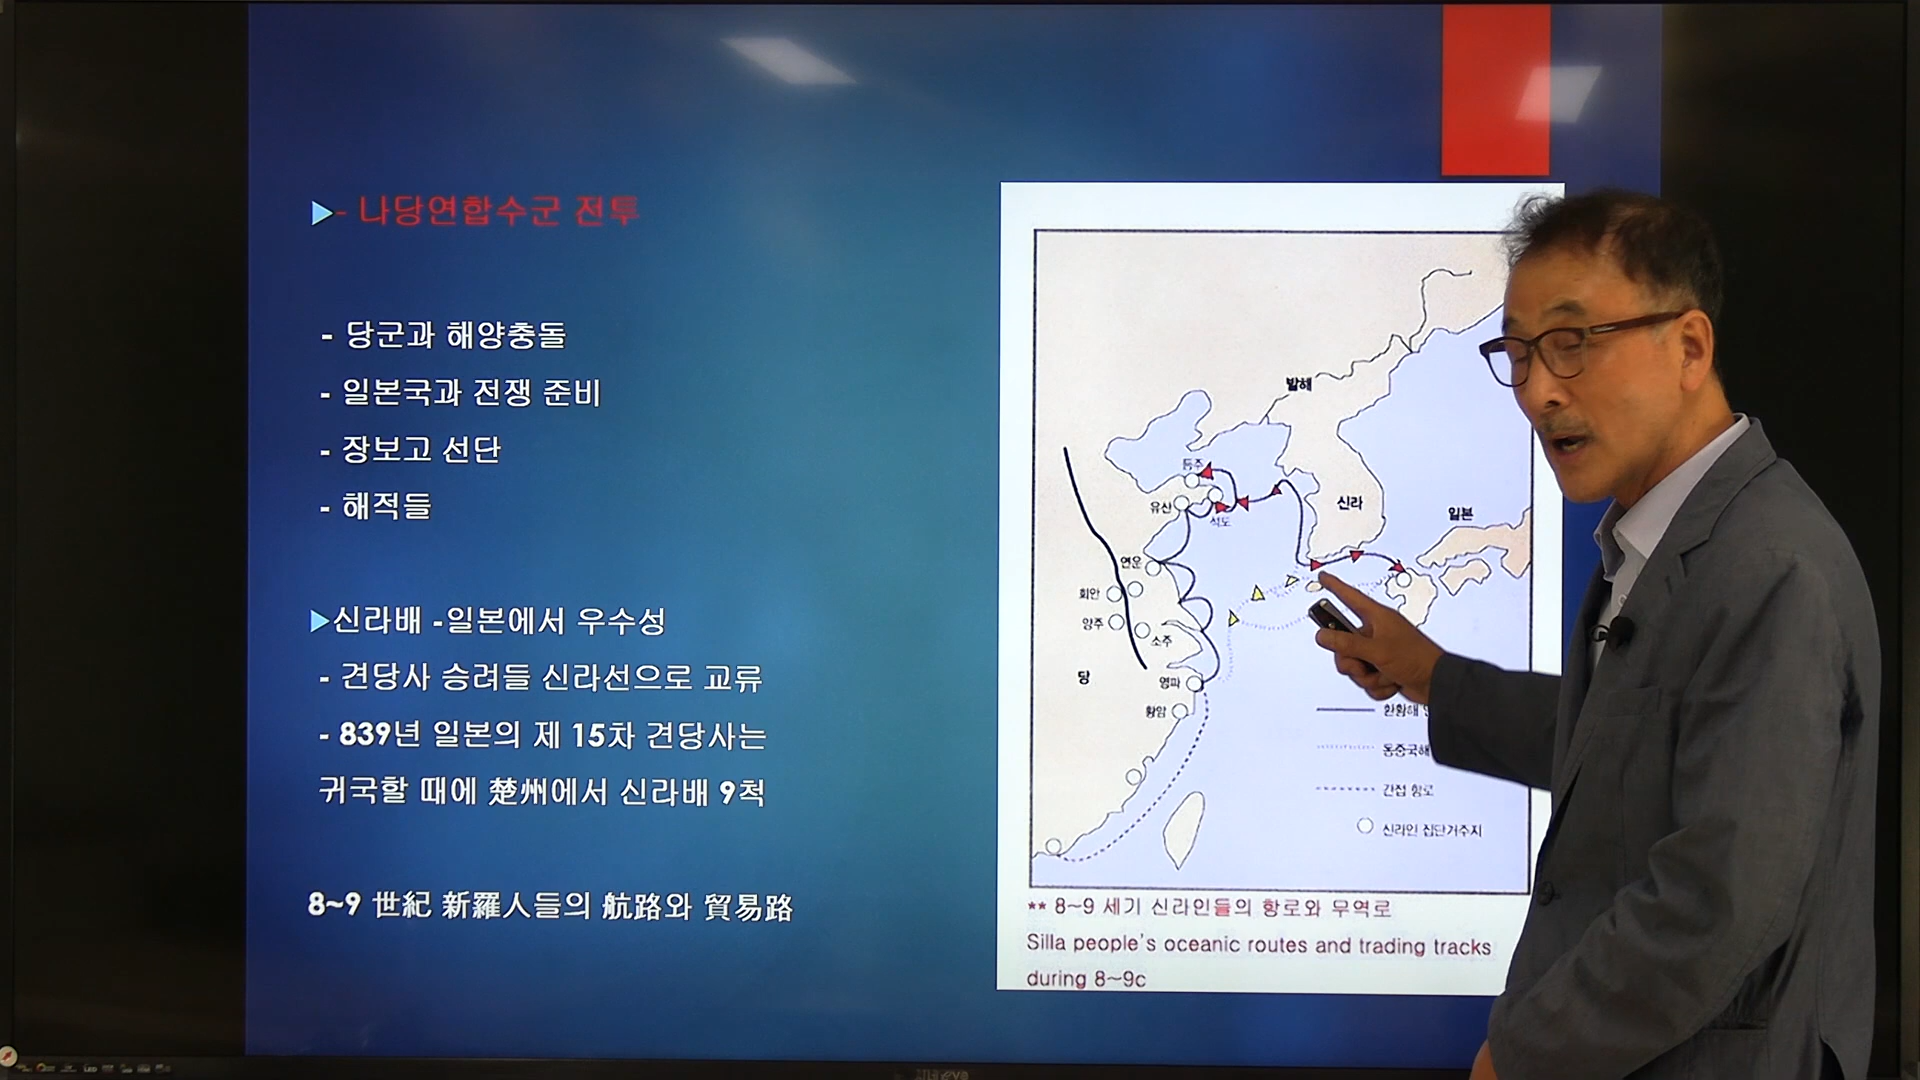 - 나당연합수군 전투
- 당군과 해양충돌
- 일본국과 전쟁 준비
- 장보고 선단
- 해적들
신라배 -일본에서 우수성
- 견당사 승려들 신라선으로 교류
- 839년 일본의 제 15차 견당사는
귀국할 때에 楚州에서 신라배 9척
8~9 世紀 新羅人들의 航路와 貿易路
발해
등주
유산
석도
신라
일본
연운
회안
양주
소주
당
영파
황암
환황해
동중국해
간접 항로
신라인 집단거주지
** 8~9 세기 신라인들의 항로와 무역로
Silla people's oceanic routes and trading tracks
during 8~9c